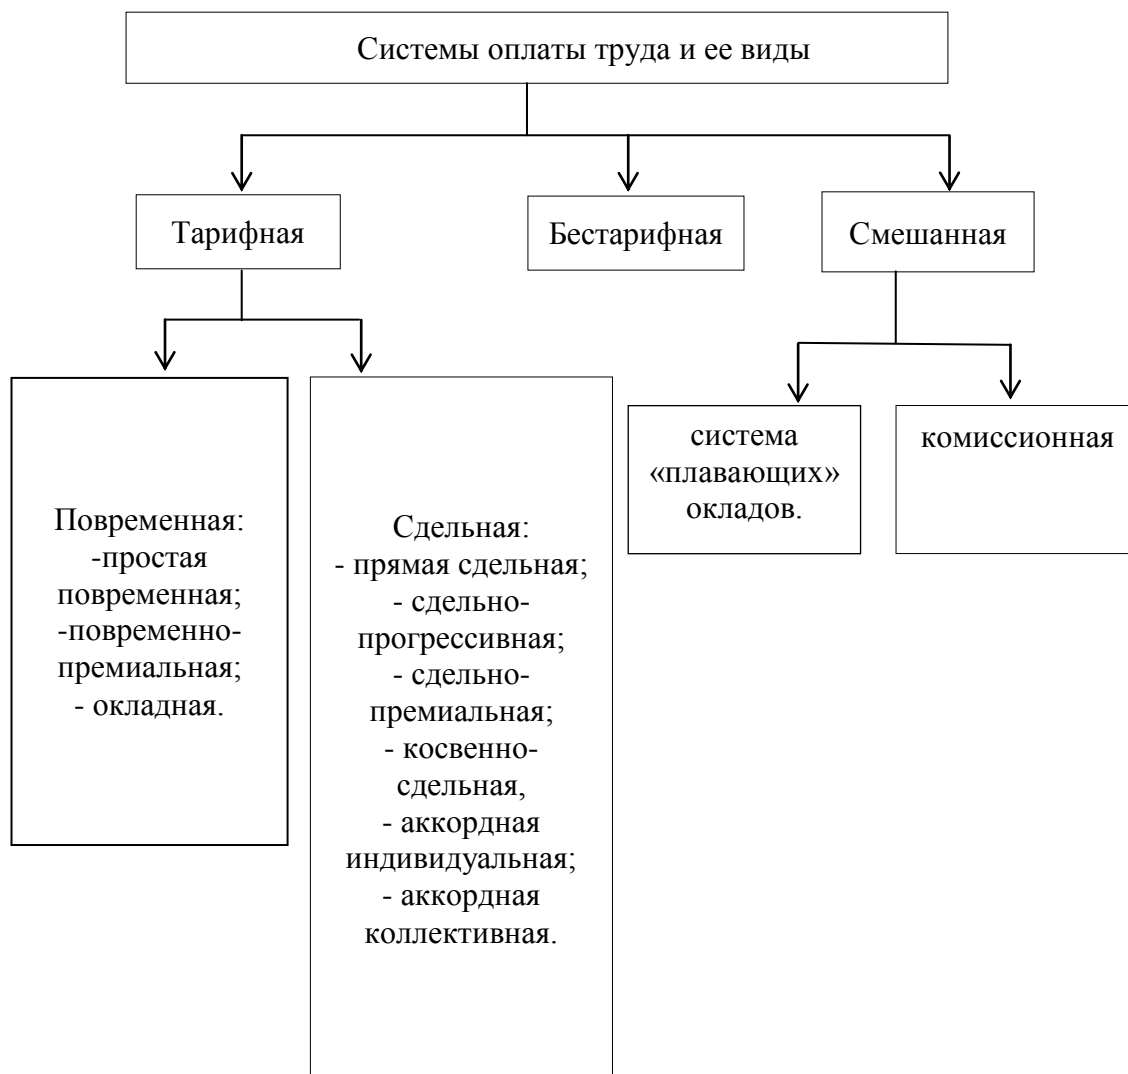 Системы оплаты труда и ее виды
Тарифная
Бестарифная
Смешанная
Повременная:
-простая
повременная;
-повременно-
премиальная;
- окладная.
Сдельная:
- прямая сдельная;
- сдельно-
прогрессивная;
- сдельно-
премиальная;
- косвенно-
сдельная,
- аккордная
индивидуальная;
- аккордная
коллективная.
система
«плавающих»
окладов.
комиссионная